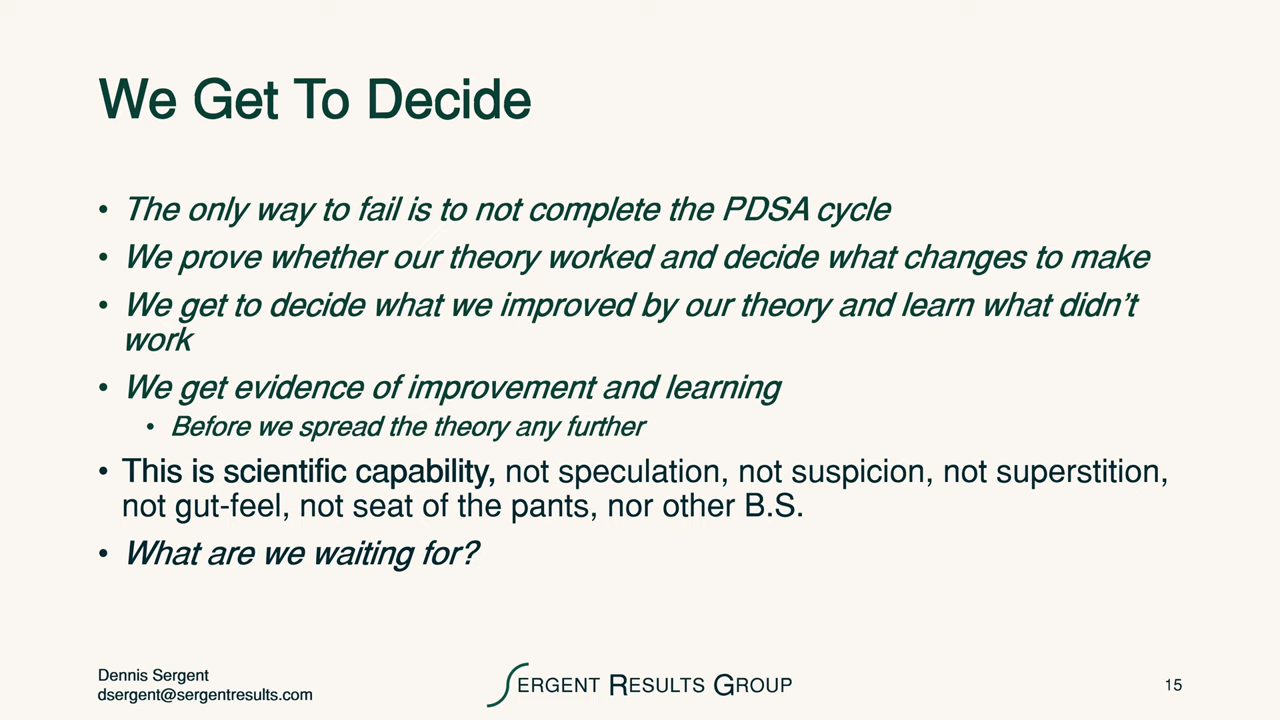 We Get To Decide
• The only way to fail is to not complete the PDSA cycle
• We prove whether our theory worked and decide what changes to make
• We get to decide what we improved by our theory and learn what didn’t
work
• We get evidence of improvement and learning
• Before we spread the theory any further
• This is scientific capability, not speculation, not suspicion, not superstition,
not gut-feel, not seat of the pants, nor other B.S.
• What are we waiting for?
Dennis Sergent
dsergent@sergentresults.com
SERGENT RESULTS GROUP
15